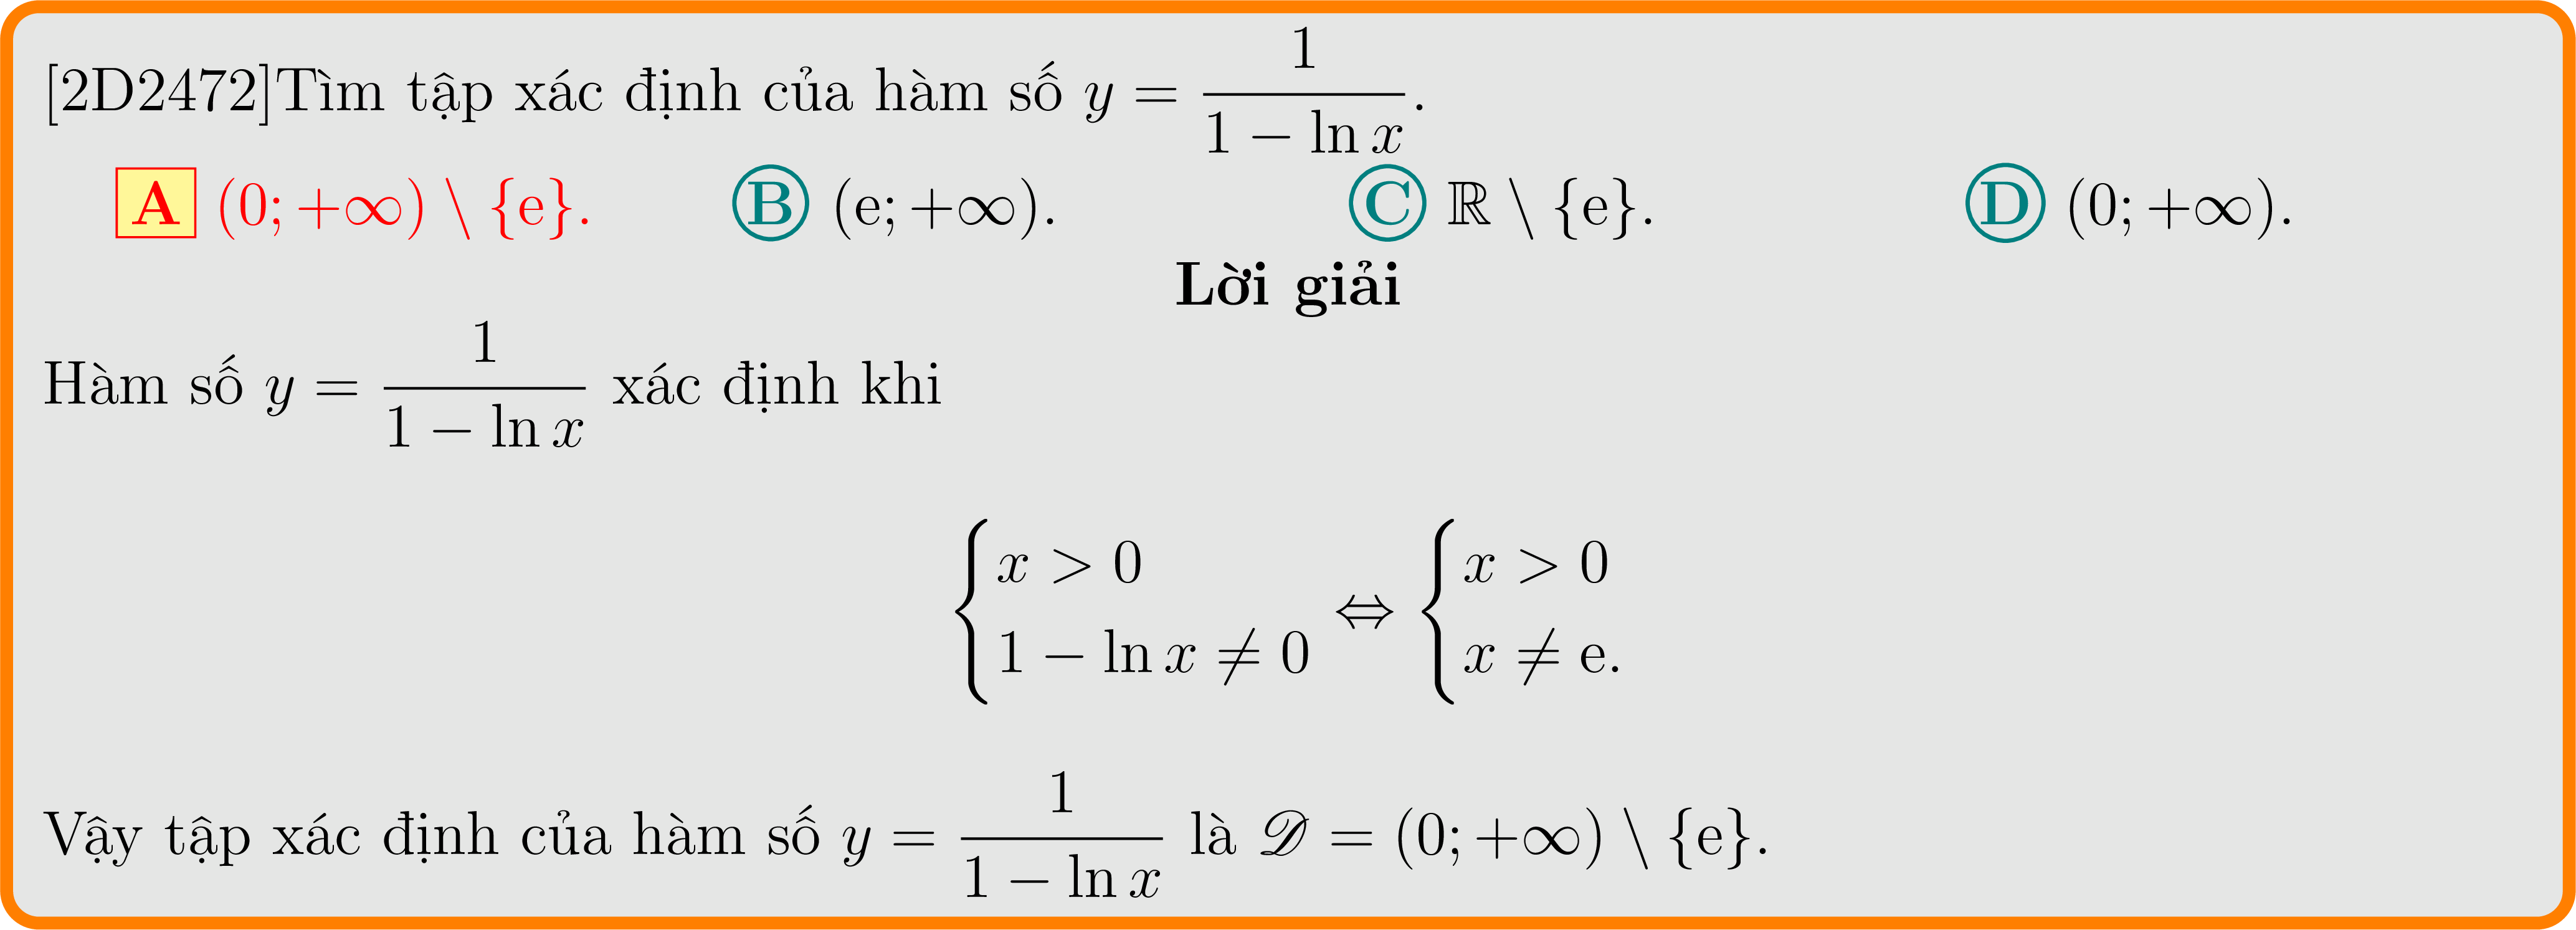 [2D2472]Tìm tập xác định của hàm số $y = \dfrac{1}{1 - \ln x}$.
A $(0; +\infty) \setminus \{\mathrm{e}\}$. B $(\mathrm{e}; +\infty)$. C $\mathbb{R} \setminus \{\mathrm{e}\}$. D $(0; +\infty)$.
Lời giải
Hàm số $y = \dfrac{1}{1 - \ln x}$ xác định khi
$\begin{cases} x > 0 \\ 1 - \ln x \neq 0 \end{cases} \Leftrightarrow \begin{cases} x > 0 \\ x \neq \mathrm{e}. \end{cases}$
Vậy tập xác định của hàm số $y = \dfrac{1}{1 - \ln x}$ là $\mathscr{D} = (0; +\infty) \setminus \{\mathrm{e}\}$.